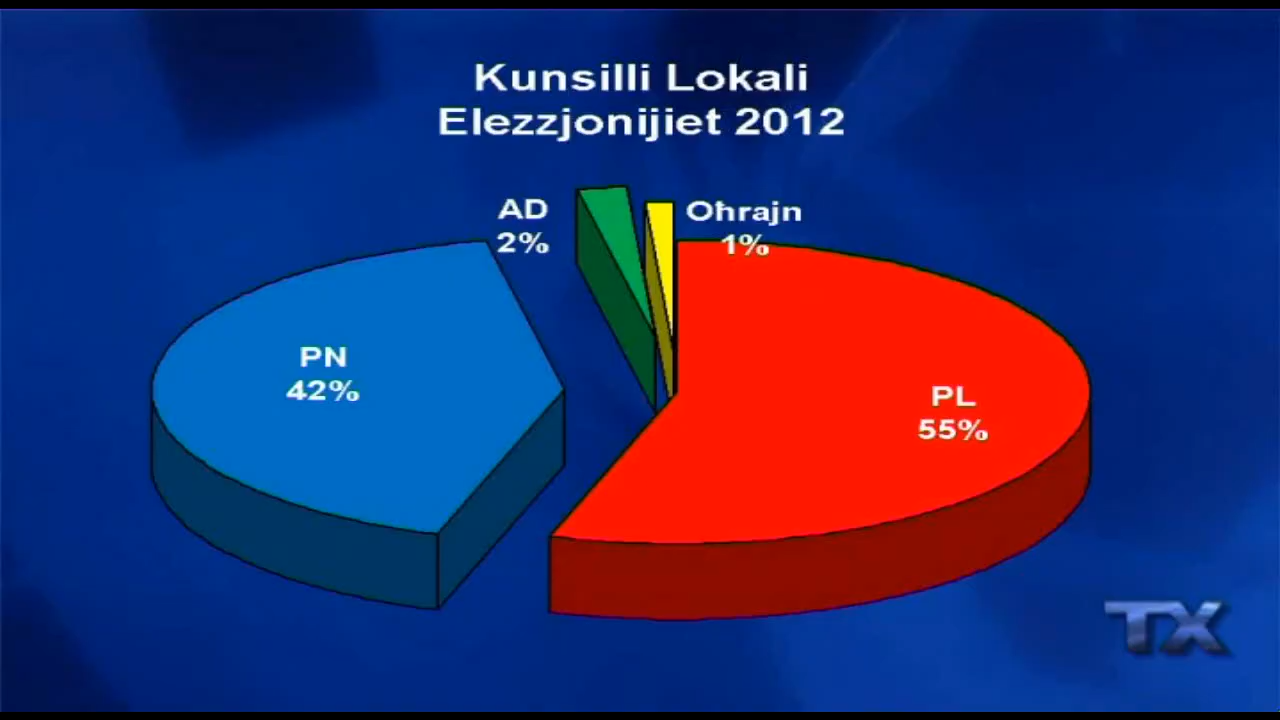 Kunsilli Lokali
Elezzjonijiet 2012
AD
2%
Oħrajn
1%
PN
42%
PL
55%
TX